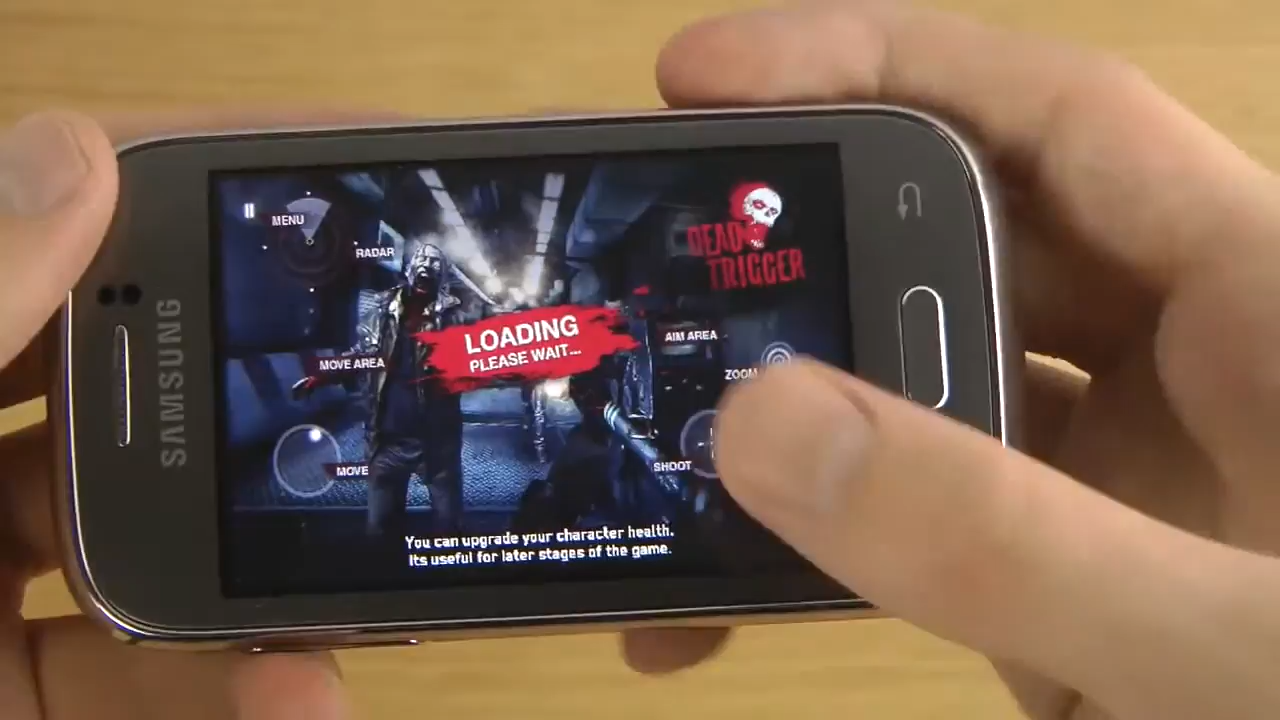 MENU
RADAR
DEAD
TRIGGER
LOADING
PLEASE WAIT...
AIM AREA
MOVE AREA
ZOOM
SHOOT
MOVE
You can upgrade your character health.
Its useful for later stages of the game.
SAMSUNG